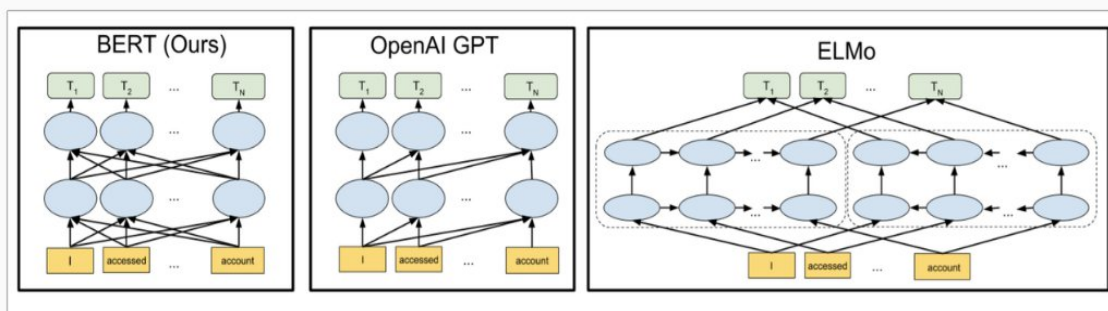 BERT (Ours)
T1 T2 ... TN
...
...
I accessed ... account
OpenAI GPT
T1 T2 ... TN
...
...
I accessed ... account
ELMo
T1 T2 ... TN
... ...
... ...
I accessed ... account